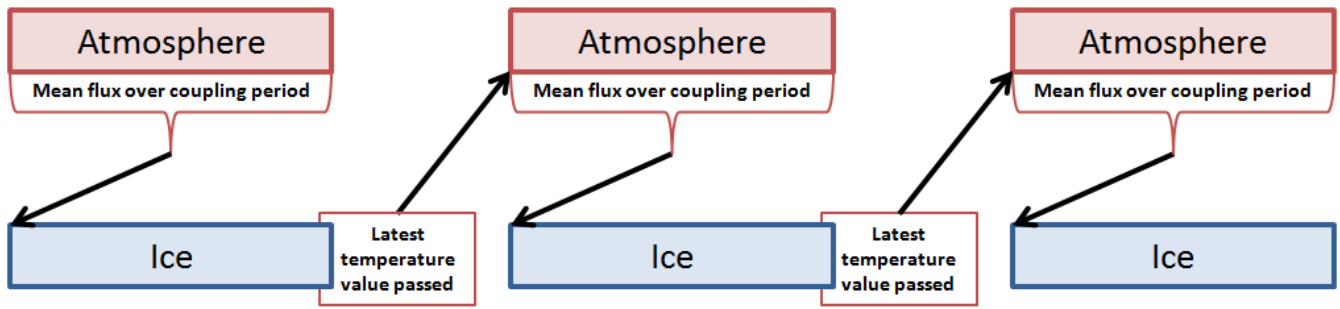 Atmosphere
Mean flux over coupling period
Atmosphere
Mean flux over coupling period
Atmosphere
Mean flux over coupling period
Ice
Latest
temperature
value passed
Ice
Latest
temperature
value passed
Ice